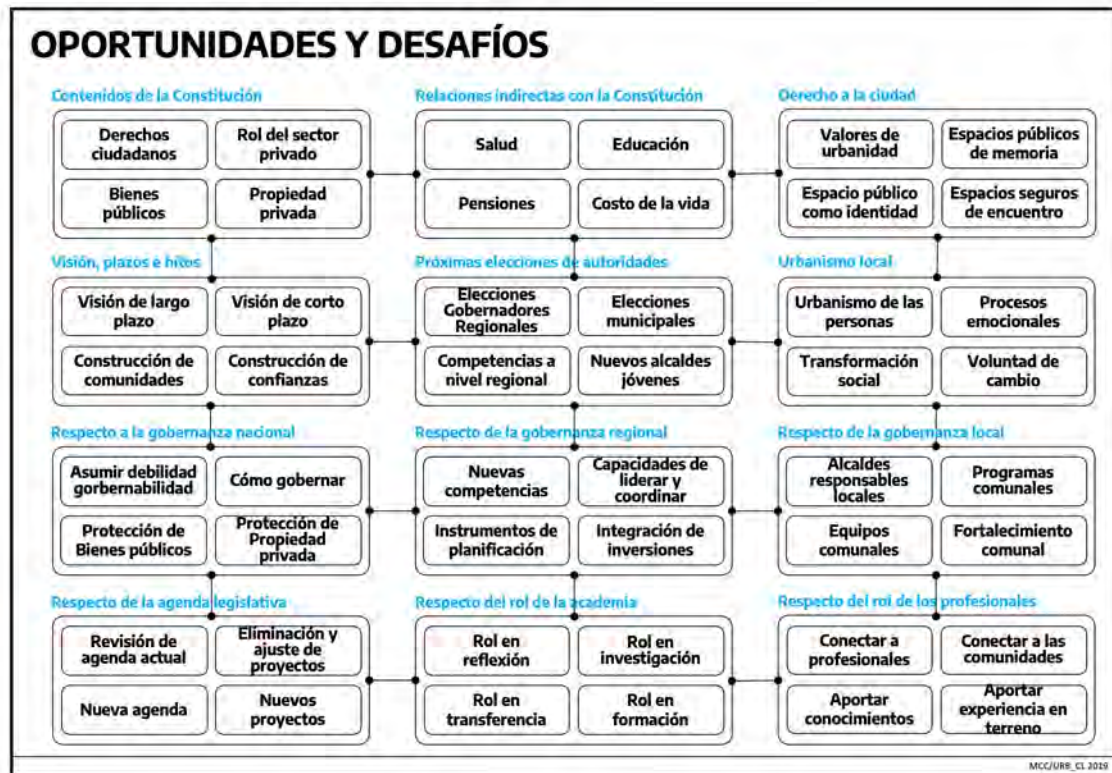 OPORTUNIDADES Y DESAFÍOS
Contenidos de la Constitución
Derechos
ciudadanos
Rol del sector
privado
Bienes
públicos
Propiedad
privada
Relaciones indirectas con la Constitución
Salud
Educación
Pensiones
Costo de la vida
Derecho a la ciudad
Valores de
urbanidad
Espacios públicos
de memoria
Espacio público
como identidad
Espacios seguros
de encuentro
Visión, plazos e hitos
Visión de largo
plazo
Visión de corto
plazo
Construcción de
comunidades
Construcción de
confianzas
Próximas elecciones de autoridades
Elecciones
Gobernadores
Regionales
Elecciones
municipales
Competencias a
nivel regional
Nuevos alcaldes
jóvenes
Urbanismo local
Urbanismo de las
personas
Procesos
emocionales
Transformación
social
Voluntad de
cambio
Respecto a la gobernanza nacional
Asumir debilidad
gorbernabilidad
Cómo gobernar
Protección de
Bienes públicos
Protección de
Propiedad
privada
Respecto de la gobernanza regional
Nuevas
competencias
Capacidades de
liderar y
coordinar
Instrumentos de
planificación
Integración de
inversiones
Respecto de la gobernanza local
Alcaldes
responsables
locales
Programas
comunales
Equipos
comunales
Fortalecimiento
comunal
Respecto de la agenda legislativa
Revisión de
agenda actual
Eliminación y
ajuste de
proyectos
Nueva agenda
Nuevos
proyectos
Respecto del rol de la academia
Rol en
reflexión
Rol en
investigación
Rol en
transferencia
Rol en
formación
Respecto del rol de los profesionales
Conectar a
profesionales
Conectar a las
comunidades
Aportar
conocimientos
Aportar
experiencia en
terreno
MCC/URB_CL 2019